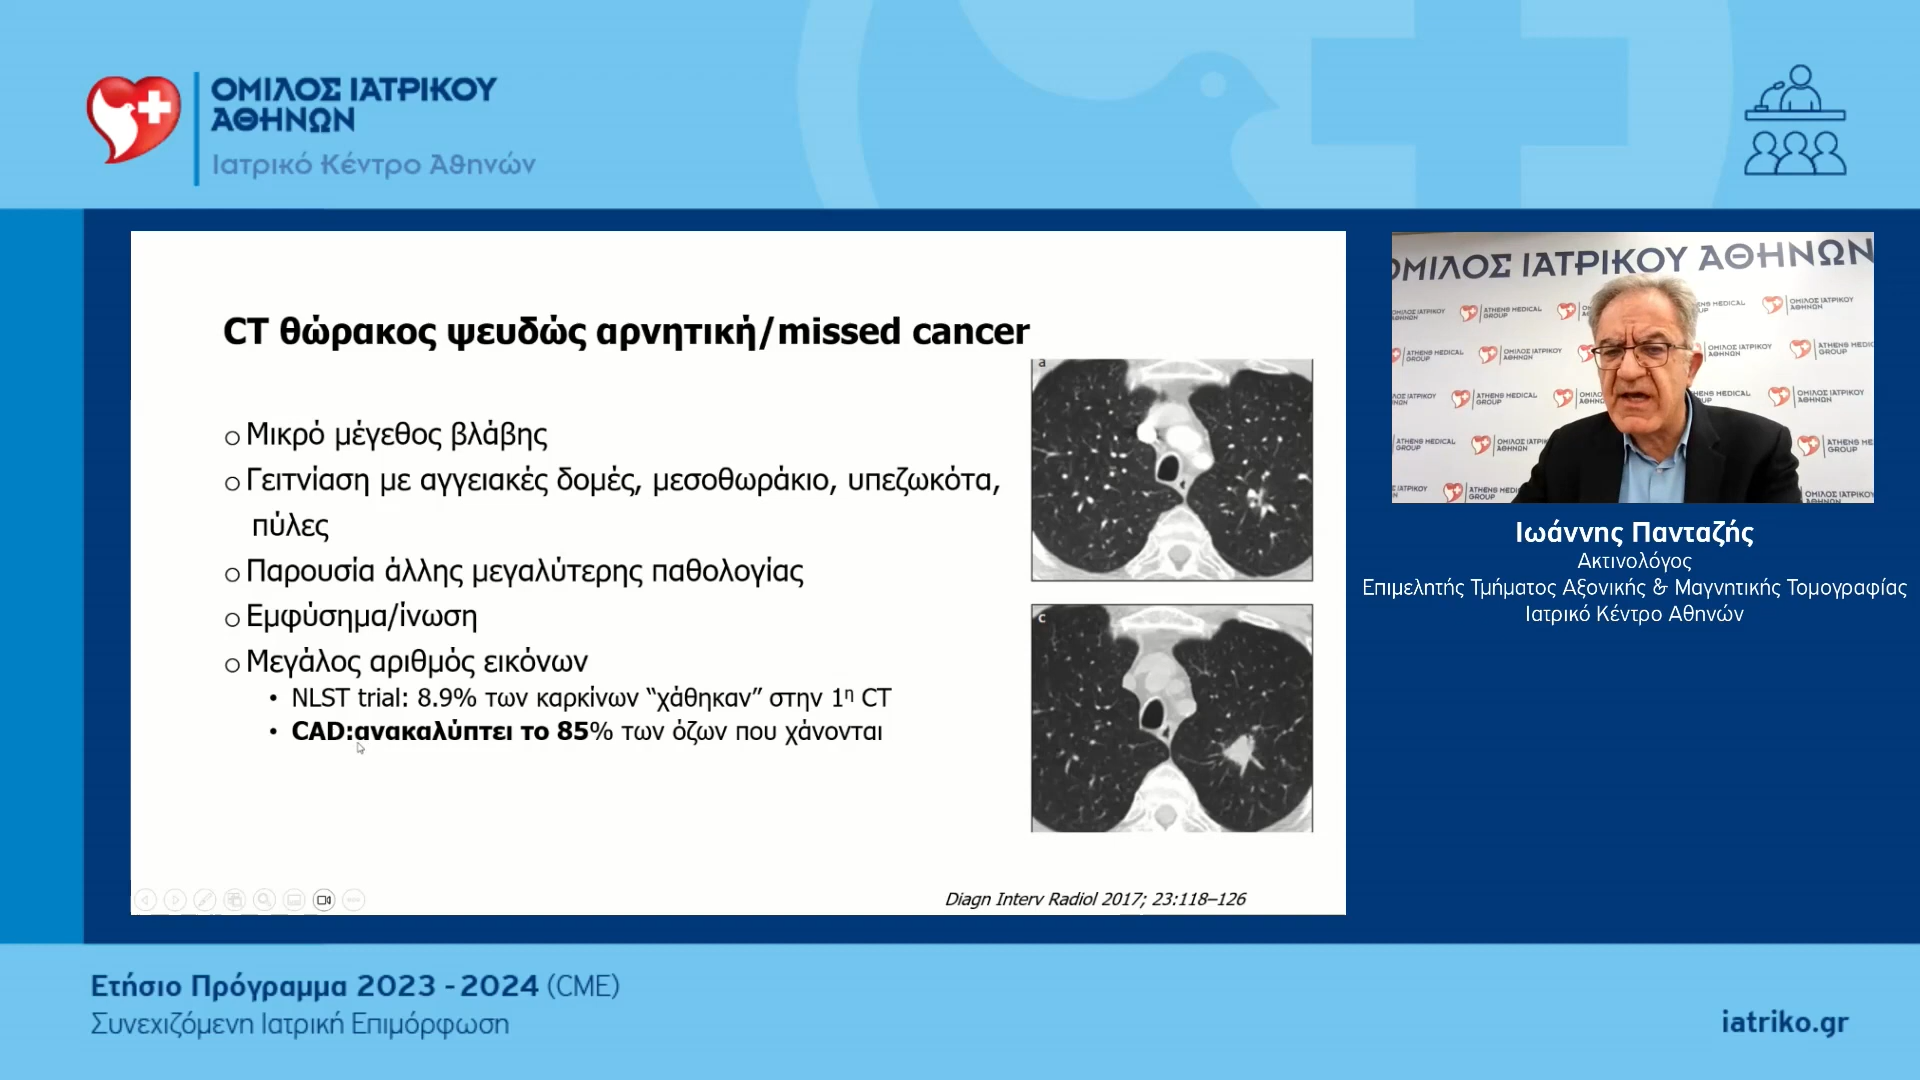 ΟΜΙΛΟΣ ΙΑΤΡΙΚΟΥ
ΑΘΗΝΩΝ
Ιατρικό Κέντρο Αθηνών
CT θώρακος ψευδώς αρνητική/missed cancer
Μικρό μέγεθος βλάβης
Γειτνίαση με αγγειακές δομές, μεσοθωράκιο, υπεζωκότα,
πύλες
Παρουσία άλλης μεγαλύτερης παθολογίας
Εμφύσημα/ίνωση
Μεγάλος αριθμός εικόνων
• NLST trial: 8.9% των καρκίνων “χάθηκαν” στην 1η CT
• CAD:ανακαλύπτει το 85% των όζων που χάνονται
a
c
Diagn Interv Radiol 2017; 23:118–126
ΟΜΙΛΟΣ ΙΑΤΡΙΚΟΥ ΑΘΗΝΩΝ
ATHENS MEDICAL
GROUP
ΟΜΙΛΟΣ ΙΑΤΡΙΚΟΥ
ΑΘΗΝΩΝ
Ιωάννης Πανταζής
Ακτινολόγος
Επιμελητής Τμήματος Αξονικής & Μαγνητικής Τομογραφίας
Ιατρικό Κέντρο Αθηνών
Ετήσιο Πρόγραμμα 2023 - 2024 (CME)
Συνεχιζόμενη Ιατρική Επιμόρφωση
iatriko.gr